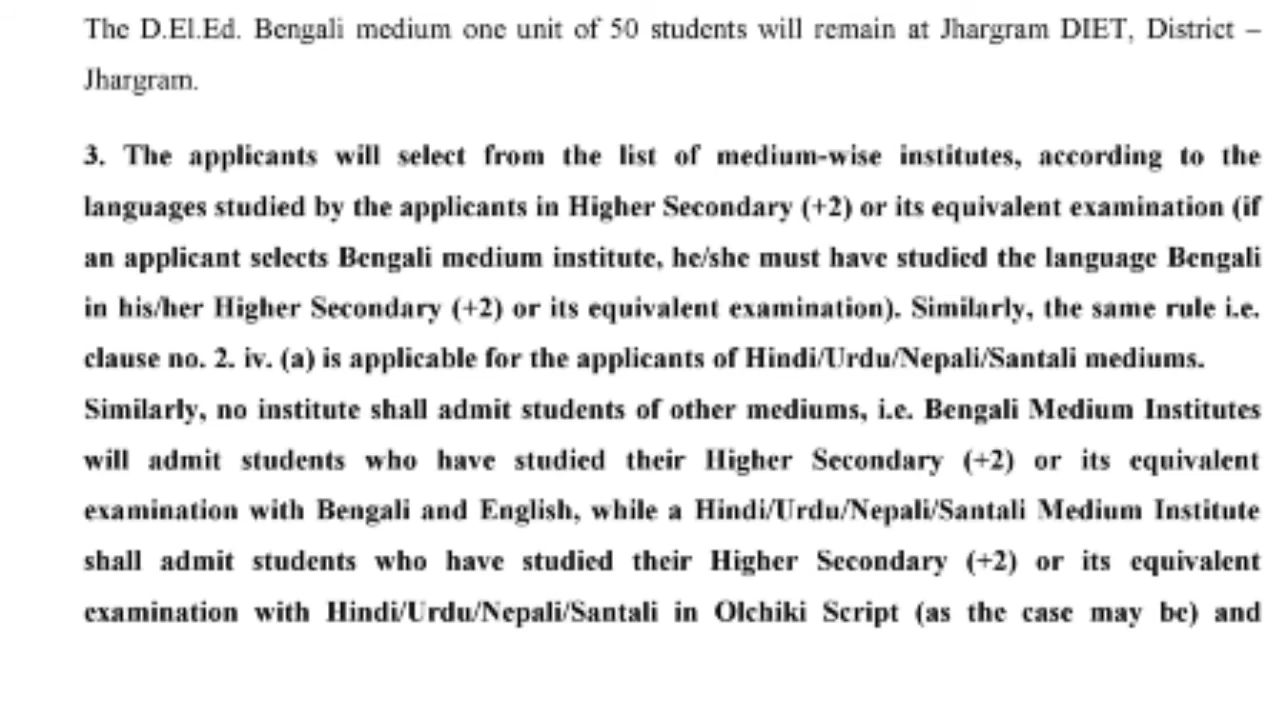 The D.El.Ed. Bengali medium one unit of 50 students will remain at Jhargram DIET, District –
Jhargram.
3. The applicants will select from the list of medium-wise institutes, according to the
languages studied by the applicants in Higher Secondary (+2) or its equivalent examination (if
an applicant selects Bengali medium institute, he/she must have studied the language Bengali
in his/her Higher Secondary (+2) or its equivalent examination). Similarly, the same rule i.e.
clause no. 2. iv. (a) is applicable for the applicants of Hindi/Urdu/Nepali/Santali mediums.
Similarly, no institute shall admit students of other mediums, i.e. Bengali Medium Institutes
will admit students who have studied their Higher Secondary (+2) or its equivalent
examination with Bengali and English, while a Hindi/Urdu/Nepali/Santali Medium Institute
shall admit students who have studied their Higher Secondary (+2) or its equivalent
examination with Hindi/Urdu/Nepali/Santali in Olchiki Script (as the case may be) and